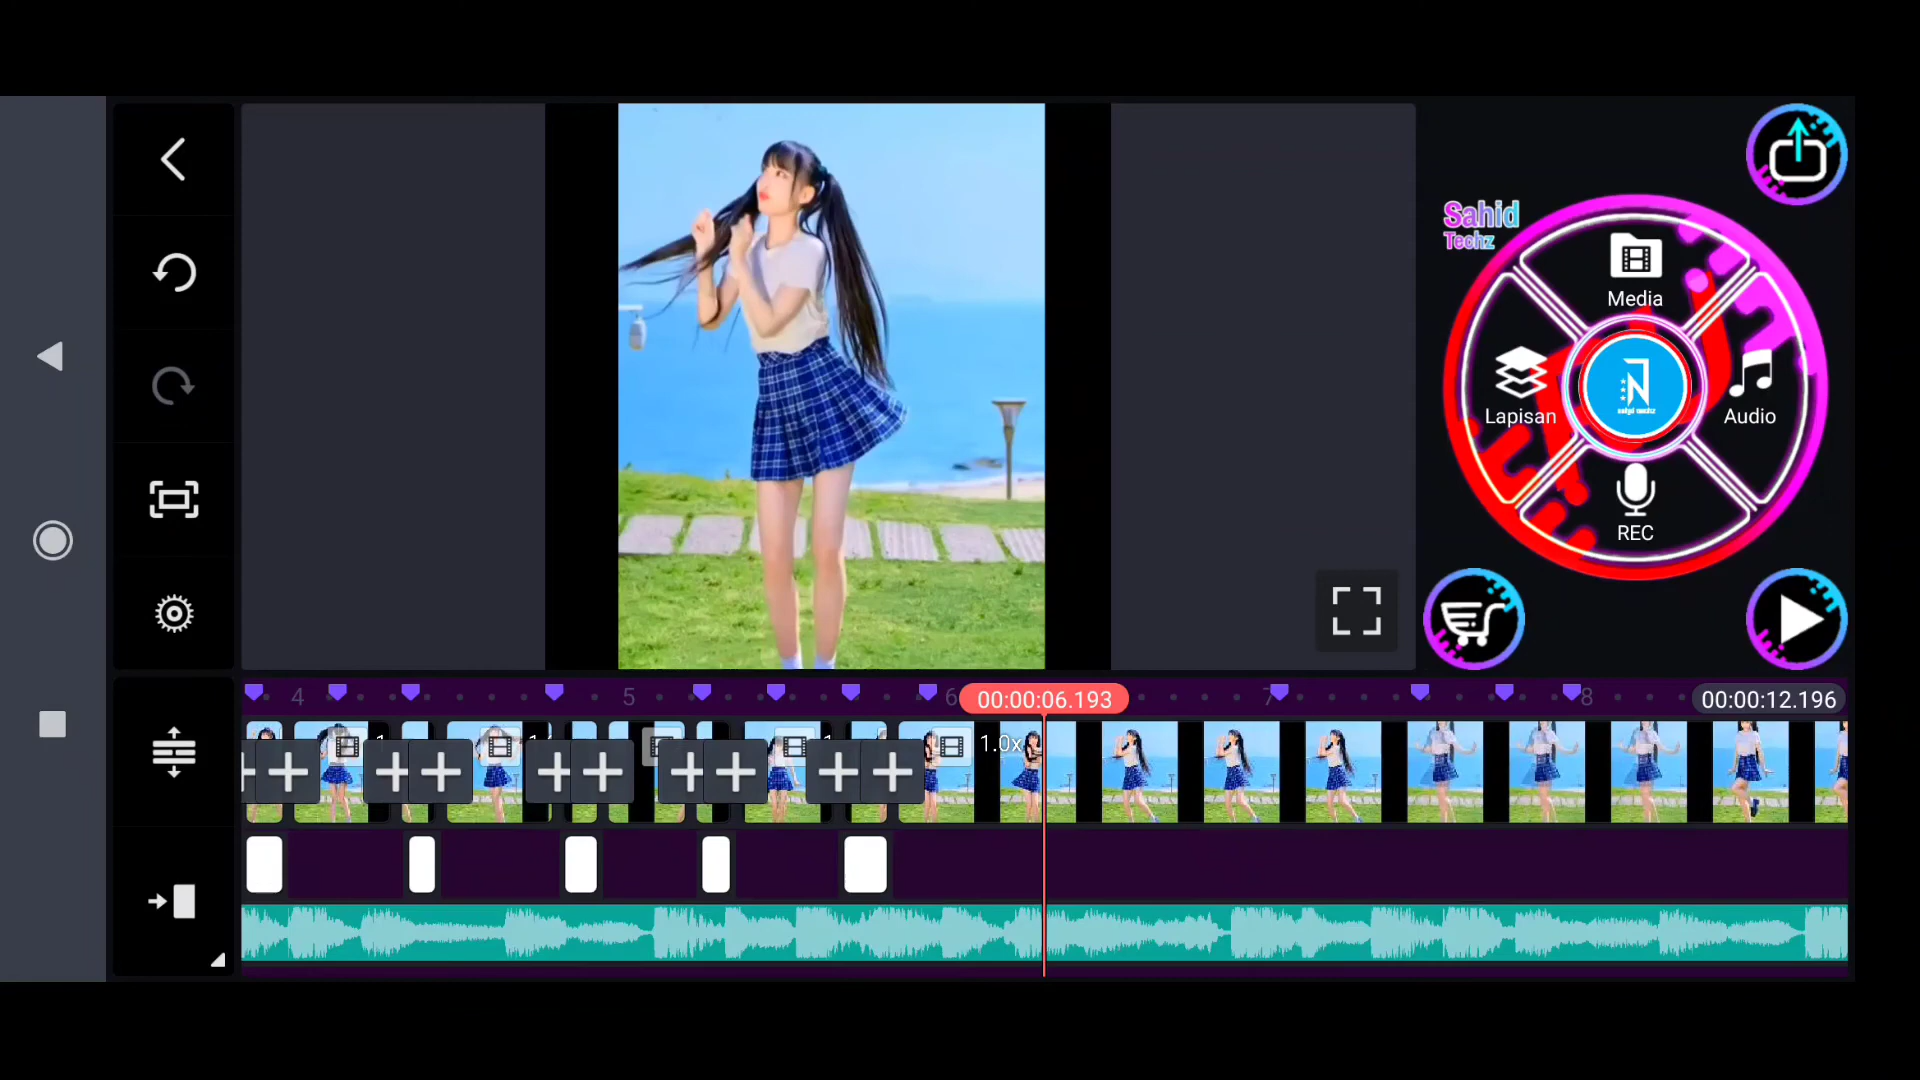 Sahid
Techz
Media
Lapisan
Audio
REC
4
5
6
00:00:06.193
7
8
00:00:12.196
1.0x